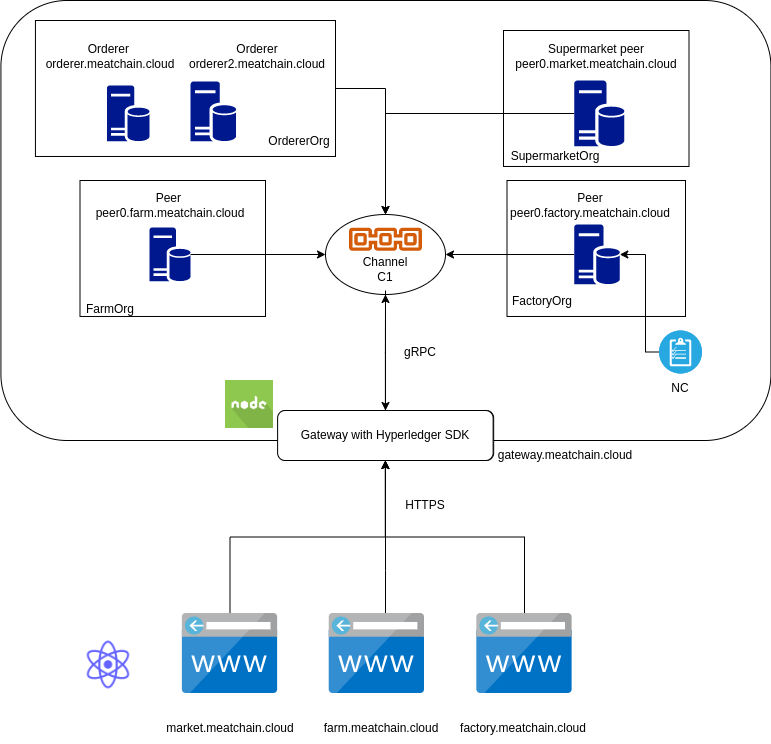 Orderer
orderer.meatchain.cloud
Orderer
orderer2.meatchain.cloud
OrdererOrg
Supermarket peer
peer0.market.meatchain.cloud
SupermarketOrg
Peer
peer0.farm.meatchain.cloud
FarmOrg
Channel
C1
Peer
peer0.factory.meatchain.cloud
FactoryOrg
NC
gRPC
node
Gateway with Hyperledger SDK
gateway.meatchain.cloud
HTTPS
WWW
WWW
WWW
market.meatchain.cloud
farm.meatchain.cloud
factory.meatchain.cloud